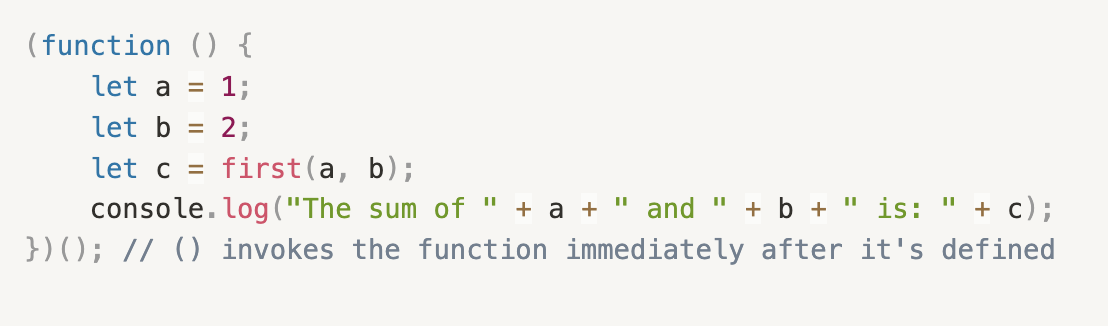 (function () {
    let a = 1;
    let b = 2;
    let c = first(a, b);
    console.log("The sum of " + a + " and " + b + " is: " + c);
})(); // () invokes the function immediately after it's defined